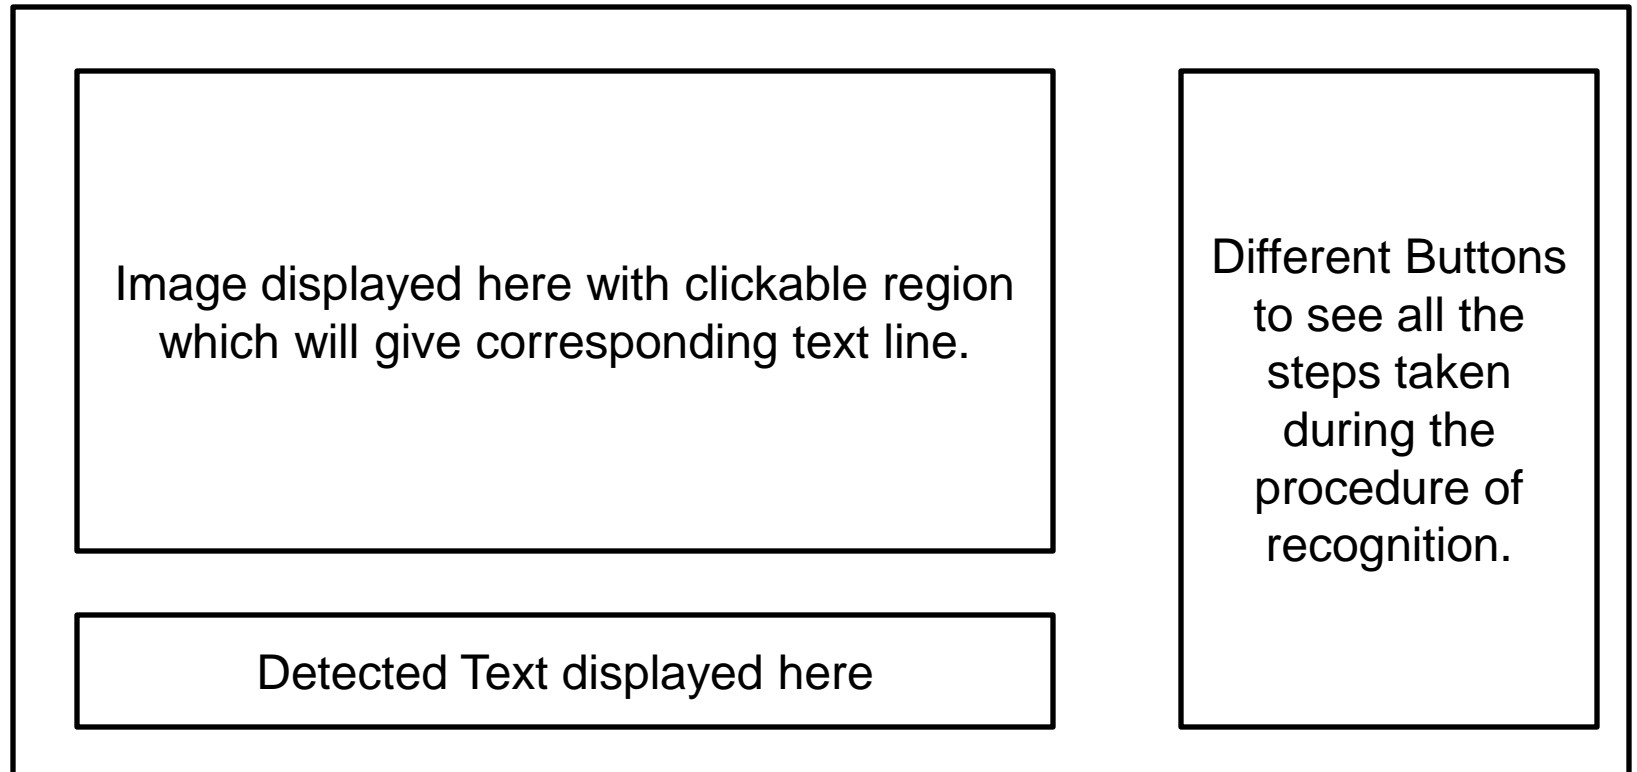 Image displayed here with clickable region
which will give corresponding text line.
Detected Text displayed here
Different Buttons
to see all the
steps taken
during the
procedure of
recognition.